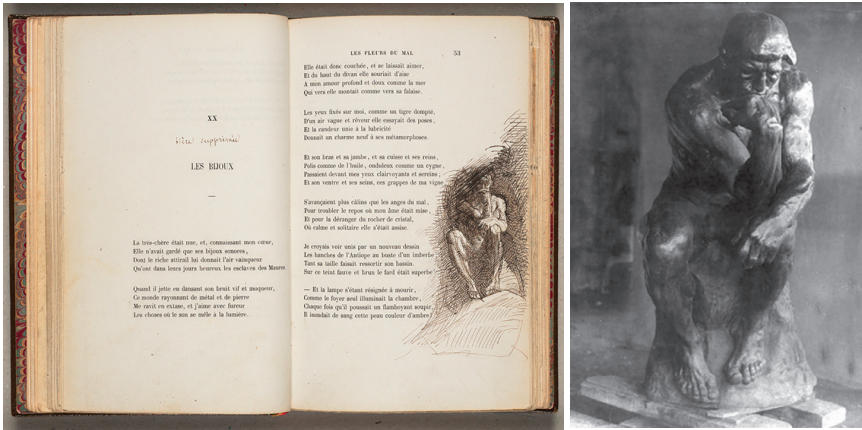 XX
Pièce supprimée
LES BIJOUX
La très-chère était nue, et, connaissant mon cœur,
Elle n'avait gardé que ses bijoux sonores,
Dont le riche attirail lui donnait l'air vainqueur
Qu'ont dans leurs jours heureux les esclaves des Maures.
Quand il jette en dansant son bruit vif et moqueur,
Ce monde rayonnant de métal et de pierre
Me ravit en extase, et j'aime avec fureur
Les choses où le son se mêle à la lumière.
LES FLEURS DU MAL 53
Elle était donc couchée, et se laissait aimer,
Et du haut du divan elle souriait d'aise
A mon amour profond et doux comme la mer
Qui vers elle montait comme vers sa falaise.
Les yeux fixés sur moi, comme un tigre dompté,
D'un air vague et rêveur elle essayait des poses,
Et la candeur unie à la lubricité
Donnait un charme neuf à ses métamorphoses.
Et son bras et sa jambe, et sa cuisse et ses reins,
Polis comme de l'huile, onduleux comme un cygne,
Passaient devant mes yeux clairvoyants et sereins;
Et son ventre et ses seins, ces grappes de ma vigne
S'avançaient plus câlins que les anges du mal,
Pour troubler le repos où mon âme était mise,
Et pour la déranger du rocher de cristal,
Où calme et solitaire elle s'était assise.
Je croyais voir unis par un nouveau dessin
Les hanches de l'Antiope au buste d'un imberbe
Tant sa taille faisait ressortir son bassin.
Sur ce teint fauve et brun le fard était superbe
— Et la lampe s'étant résignée à mourir,
Comme le foyer seul illuminait la chambre,
Chaque fois qu'il poussait un flamboyant soupir
Il inondait de sang cette peau couleur d'ambre!